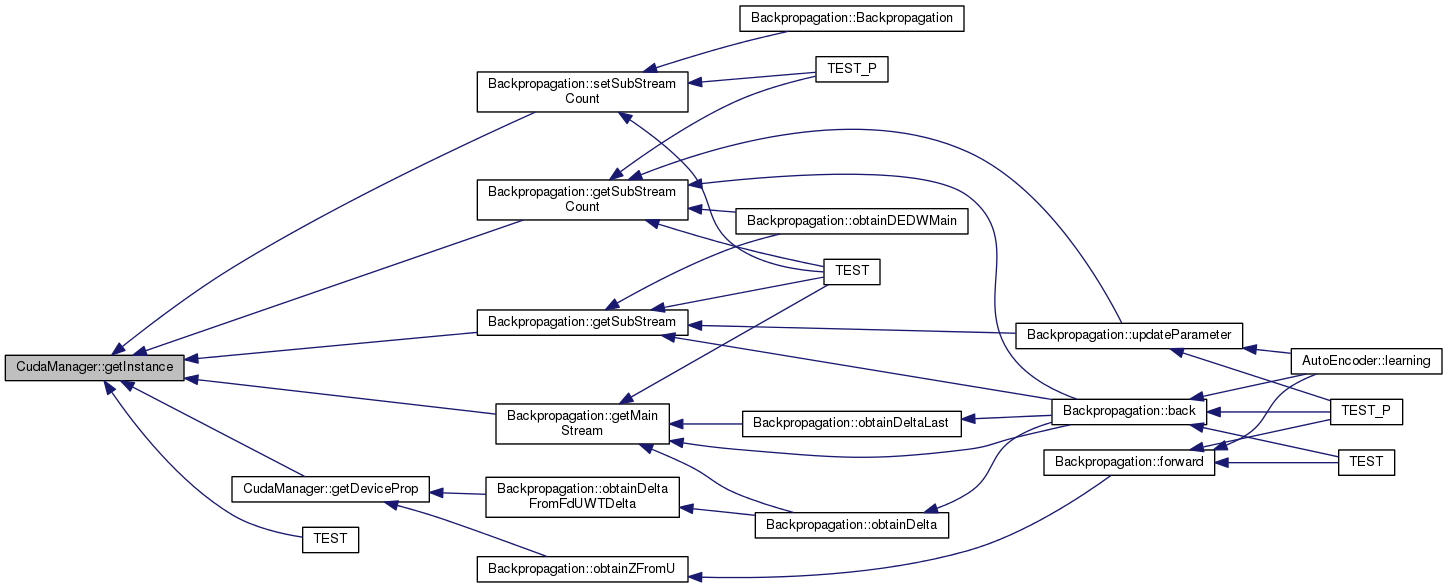 Backpropagation::Backpropagation
TEST_P
Backpropagation::setSubStream
Count
Backpropagation::getSubStream
Count
Backpropagation::obtainDEDWMain
TEST
Backpropagation::getSubStream
Backpropagation::updateParameter
CudaManager::getInstance
AutoEncoder::learning
Backpropagation::getMain
Stream
Backpropagation::obtainDeltaLast
Backpropagation::back
TEST_P
Backpropagation::forward
TEST
CudaManager::getDeviceProp
Backpropagation::obtainDelta
FromFdUWTDelta
Backpropagation::obtainDelta
TEST
Backpropagation::obtainZFromU